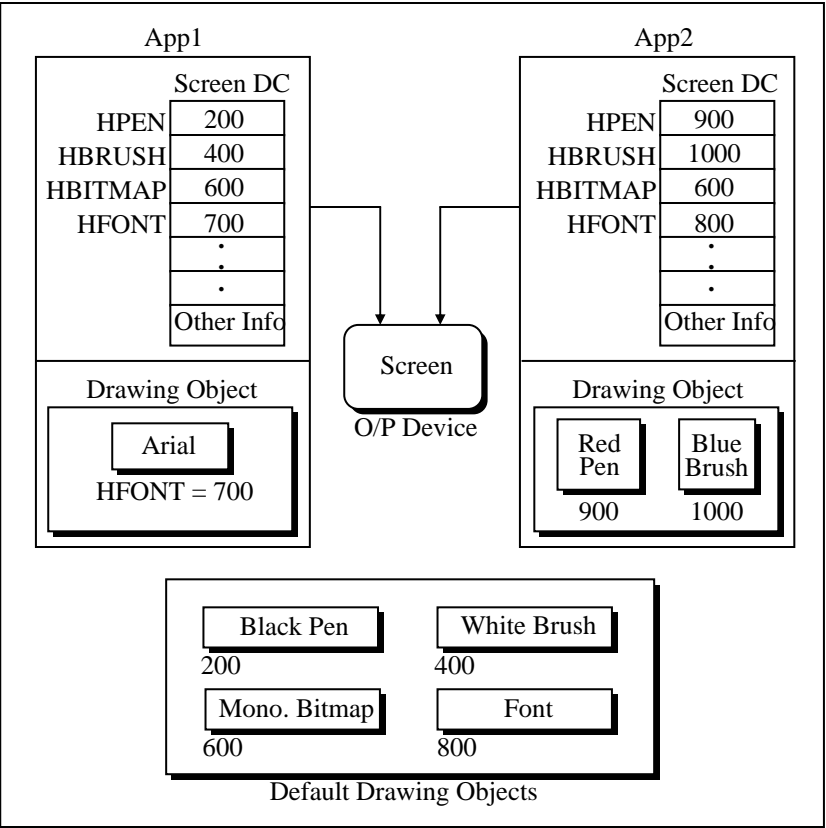 App1
Screen DC
HPEN 200
HBRUSH 400
HBITMAP 600
HFONT 700
Other Info
Drawing Object
Arial
HFONT = 700
App2
Screen DC
HPEN 900
HBRUSH 1000
HBITMAP 600
HFONT 800
Other Info
Drawing Object
Red
Pen
900
Blue
Brush
1000
Screen
O/P Device
Black Pen
200
White Brush
400
Mono. Bitmap
600
Font
800
Default Drawing Objects